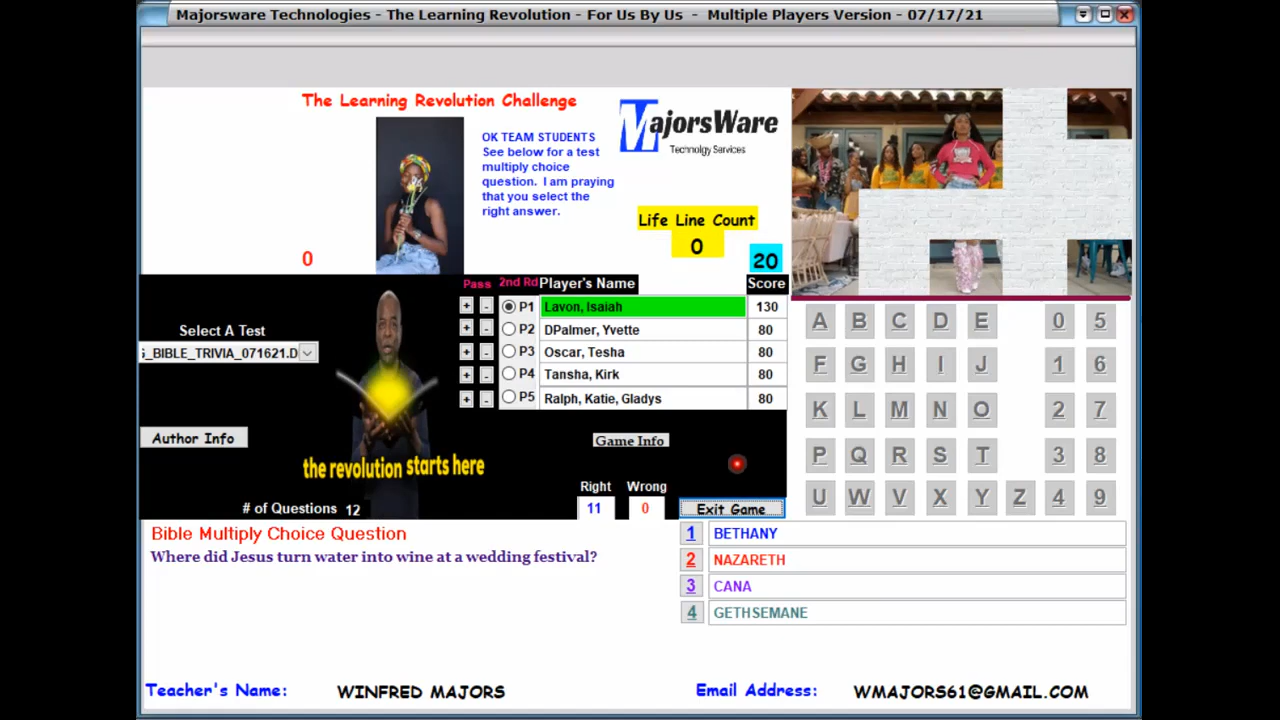 Majorsware Technologies - The Learning Revolution - For Us By Us - Multiple Players Version - 07/17/21
The Learning Revolution Challenge
OK TEAM STUDENTS
See below for a test
multiply choice
question. I am praying
that you select the
right answer.
MajorsWare
Technolgy Services
Life Line Count
0
0
20
Pass 2nd Rd Player's Name Score
+ - P1 Lavon, Isaiah 130
+ - P2 DPalmer, Yvette 80
+ - P3 Oscar, Tesha 80
+ - P4 Tansha, Kirk 80
+ - P5 Ralph, Katie, Gladys 80
Select A Test
_BIBLE_TRIVIA_071621.D
Author Info
the revolution starts here
# of Questions 12
Game Info
Right Wrong
11 0
Exit Game
A B C D E 0 5
F G H I J 1 6
K L M N O 2 7
P Q R S T 3 8
U W V X Y Z 4 9
Bible Multiply Choice Question
Where did Jesus turn water into wine at a wedding festival?
1 BETHANY
2 NAZARETH
3 CANA
4 GETHSEMANE
Teacher's Name: WINFRED MAJORS Email Address: WMAJORS61@GMAIL.COM